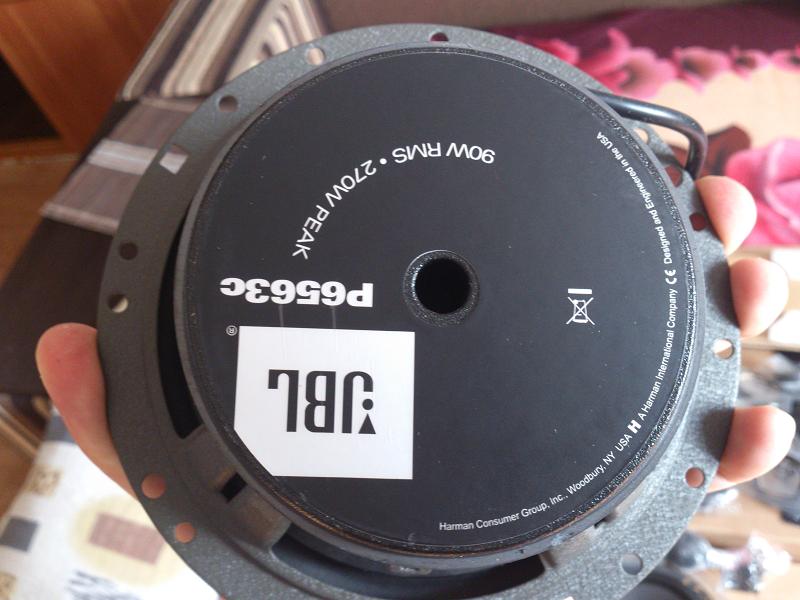 JBL
®
P6563c
90W RMS • 270W PEAK
Harman Consumer Group, Inc., Woodbury, NY USA H A Harman International Company CE Designed and Engineered in the USA